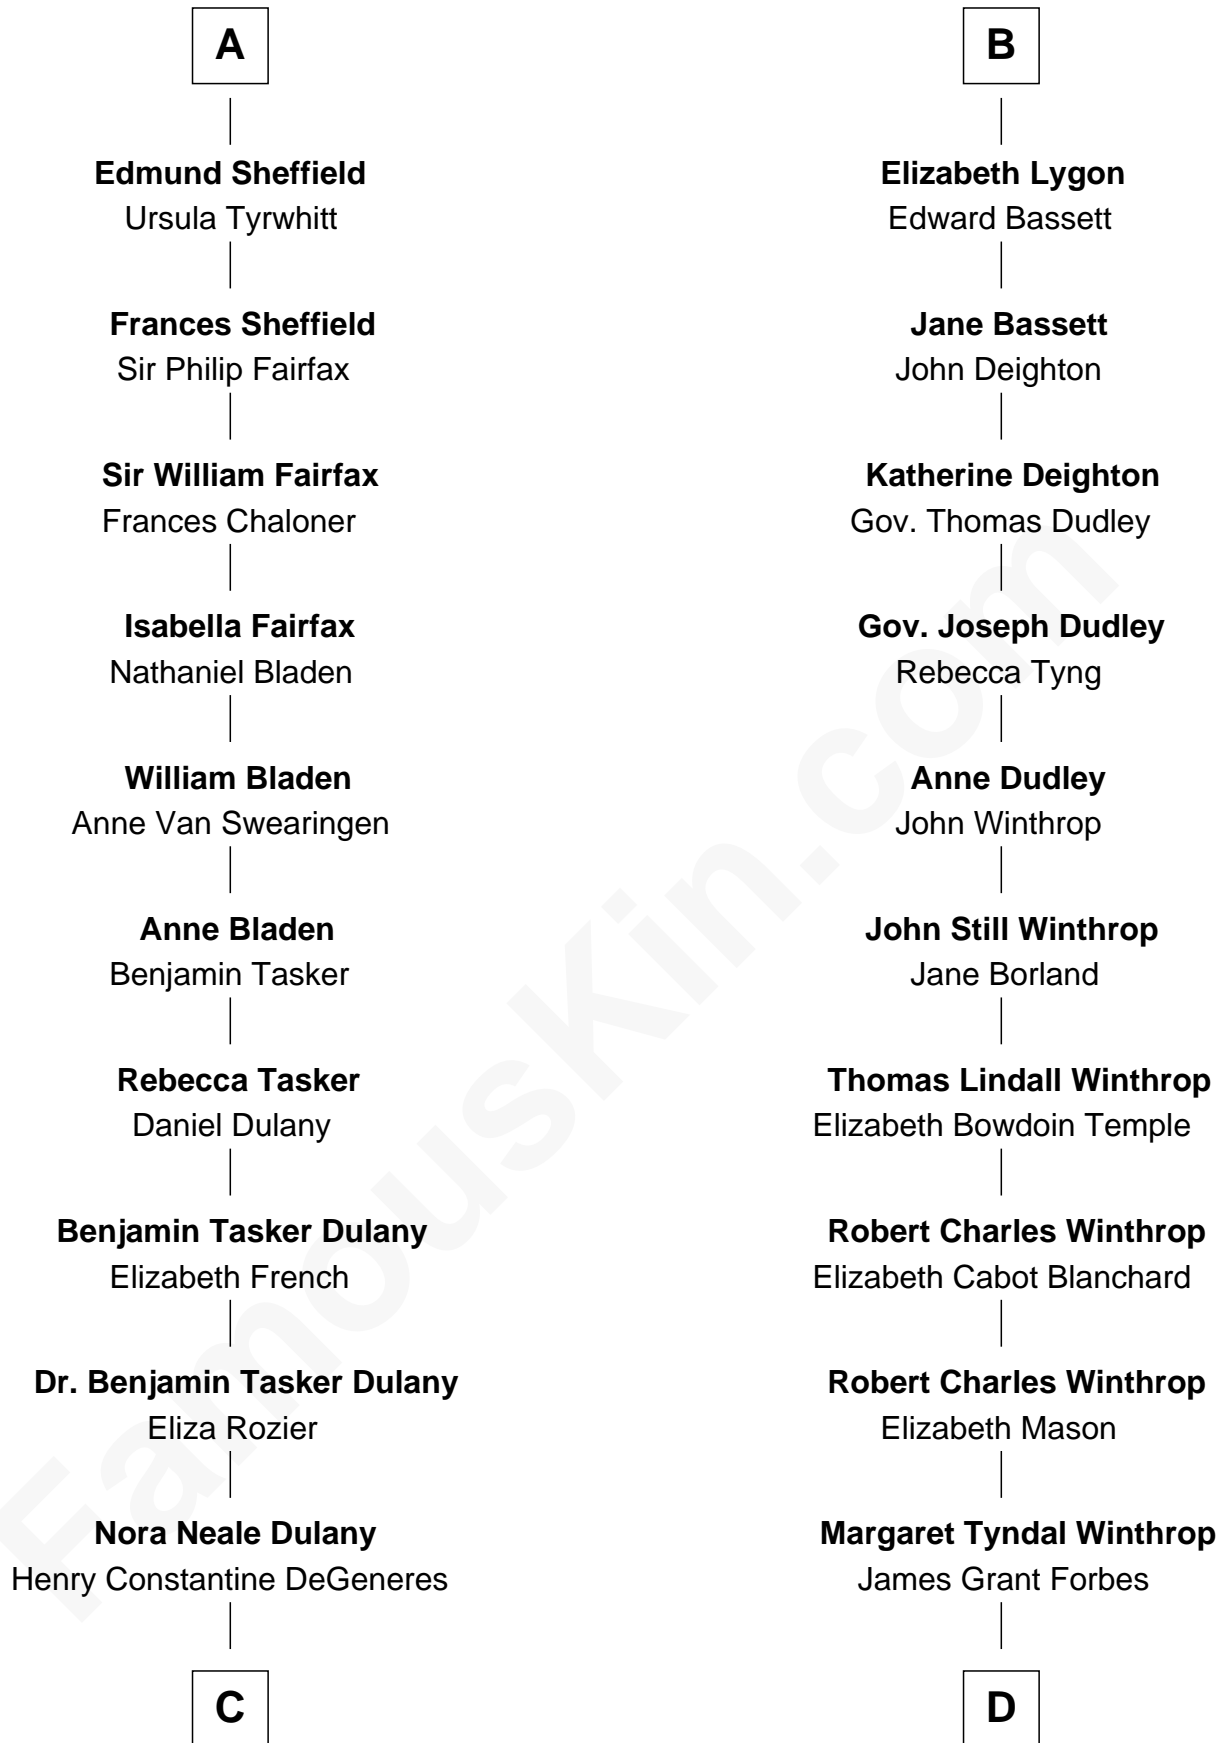 A
Edmund Sheffield
Ursula Tyrwhitt
Frances Sheffield
Sir Philip Fairfax
Sir William Fairfax
Frances Chaloner
Isabella Fairfax
Nathaniel Bladen
William Bladen
Anne Van Swearingen
Anne Bladen
Benjamin Tasker
Rebecca Tasker
Daniel Dulany
Benjamin Tasker Dulany
Elizabeth French
Dr. Benjamin Tasker Dulany
Eliza Rozier
Nora Neale Dulany
Henry Constantine DeGeneres
C
B
Elizabeth Lygon
Edward Bassett
Jane Bassett
John Deighton
Katherine Deighton
Gov. Thomas Dudley
Gov. Joseph Dudley
Rebecca Tyng
Anne Dudley
John Winthrop
John Still Winthrop
Jane Borland
Thomas Lindall Winthrop
Elizabeth Bowdoin Temple
Robert Charles Winthrop
Elizabeth Cabot Blanchard
Robert Charles Winthrop
Elizabeth Mason
Margaret Tyndal Winthrop
James Grant Forbes
D
FamousKin.com